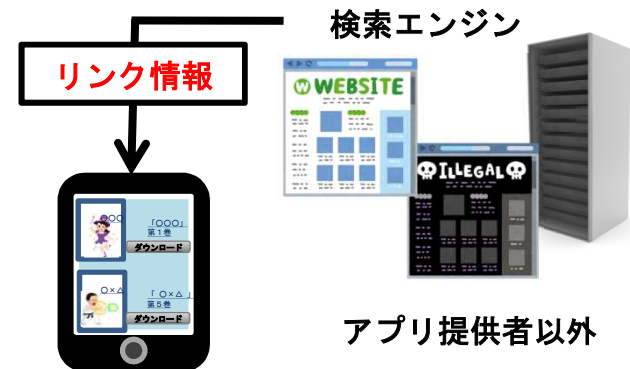 検索エンジン
リンク情報
WEBSITE
ILLEGAL
○○○
「○○○」
第1巻
ダウンロード
○×△
「 ○×△ 」
第5巻
ダウンロード
アプリ提供者以外